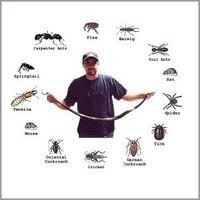 Flea
Earwig
Carpenter Ants
Soil Ants
Springtail
Rat
Termite
Spider
Mouse
Tick
Oriental
Cockroach
Cricket
German
Cockroach